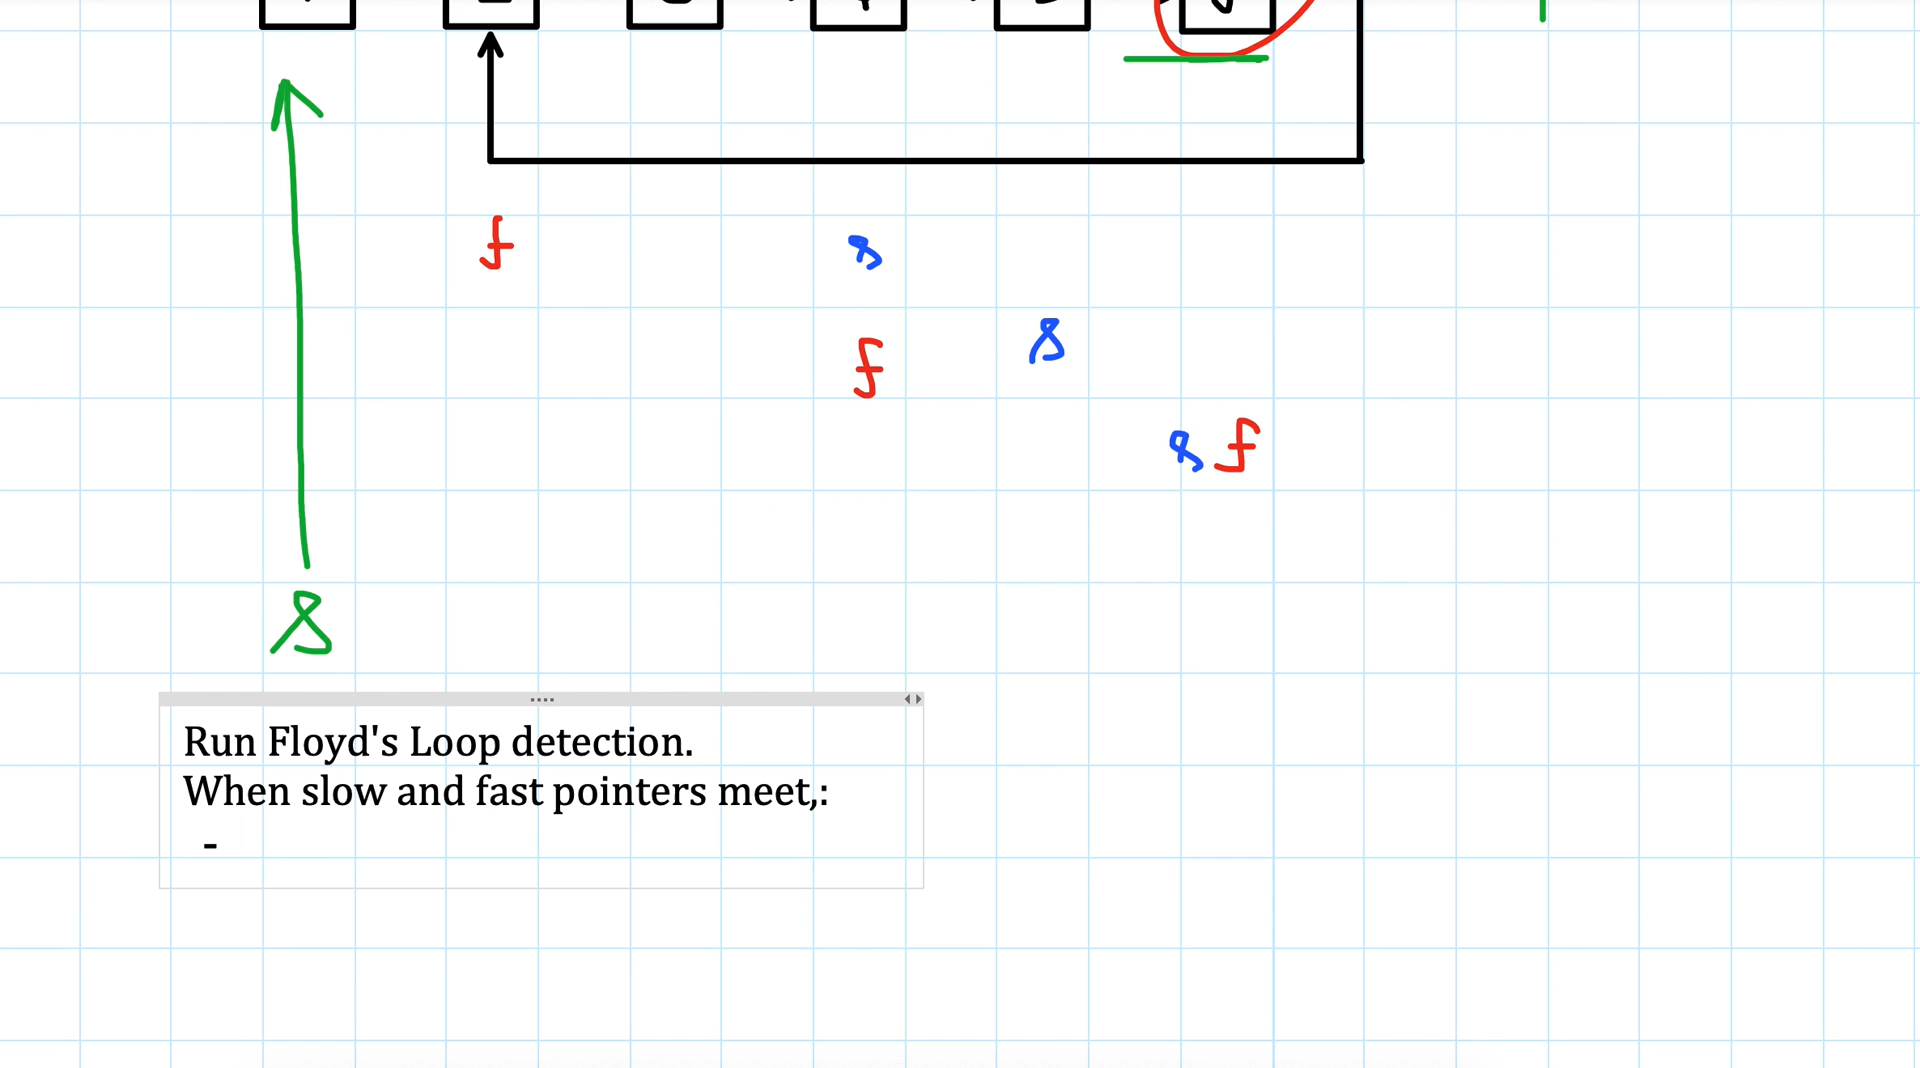 f s
f s
s f
s
Run Floyd's Loop detection.
When slow and fast pointers meet,:
-